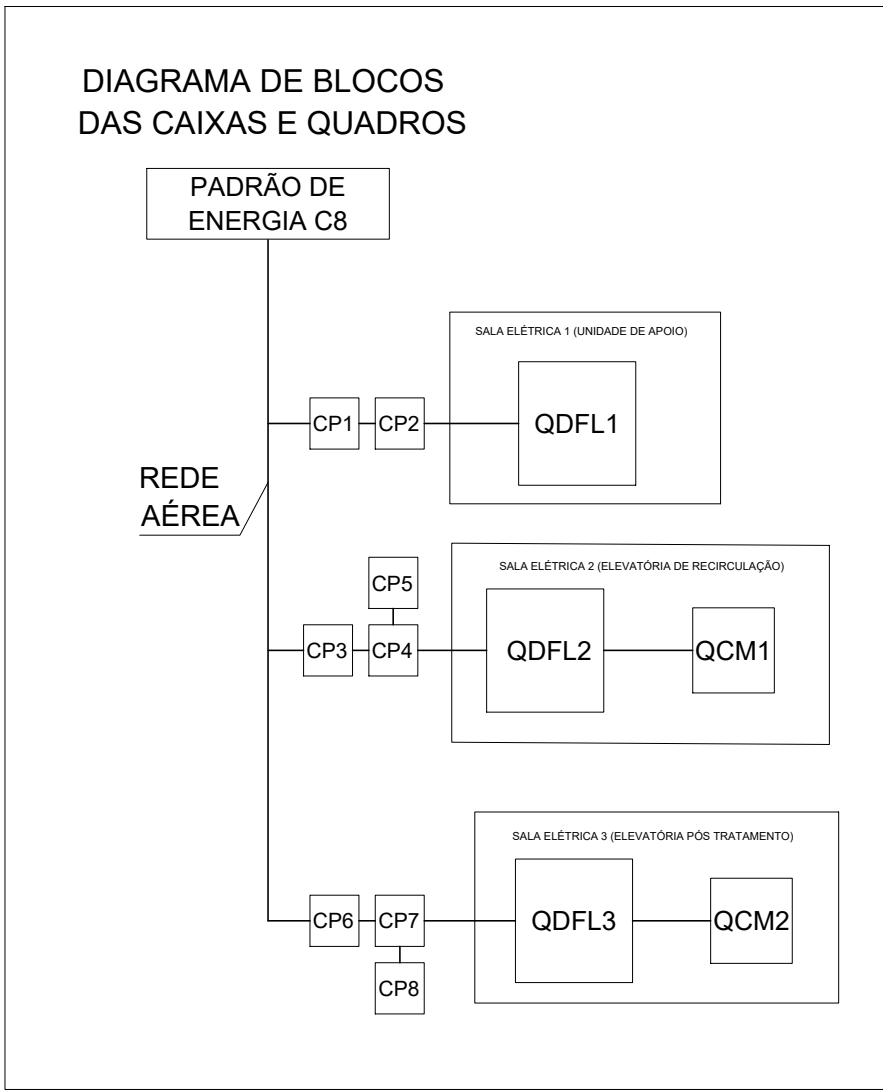 DIAGRAMA DE BLOCOS
DAS CAIXAS E QUADROS
PADRÃO DE
ENERGIA C8
SALA ELÉTRICA 1 (UNIDADE DE APOIO)
CP1
CP2
QDFL1
REDE
AÉREA
SALA ELÉTRICA 2 (ELEVATÓRIA DE RECIRCULAÇÃO)
CP5
CP3
CP4
QDFL2
QCM1
SALA ELÉTRICA 3 (ELEVATÓRIA PÓS TRATAMENTO)
CP6
CP7
QDFL3
QCM2
CP8